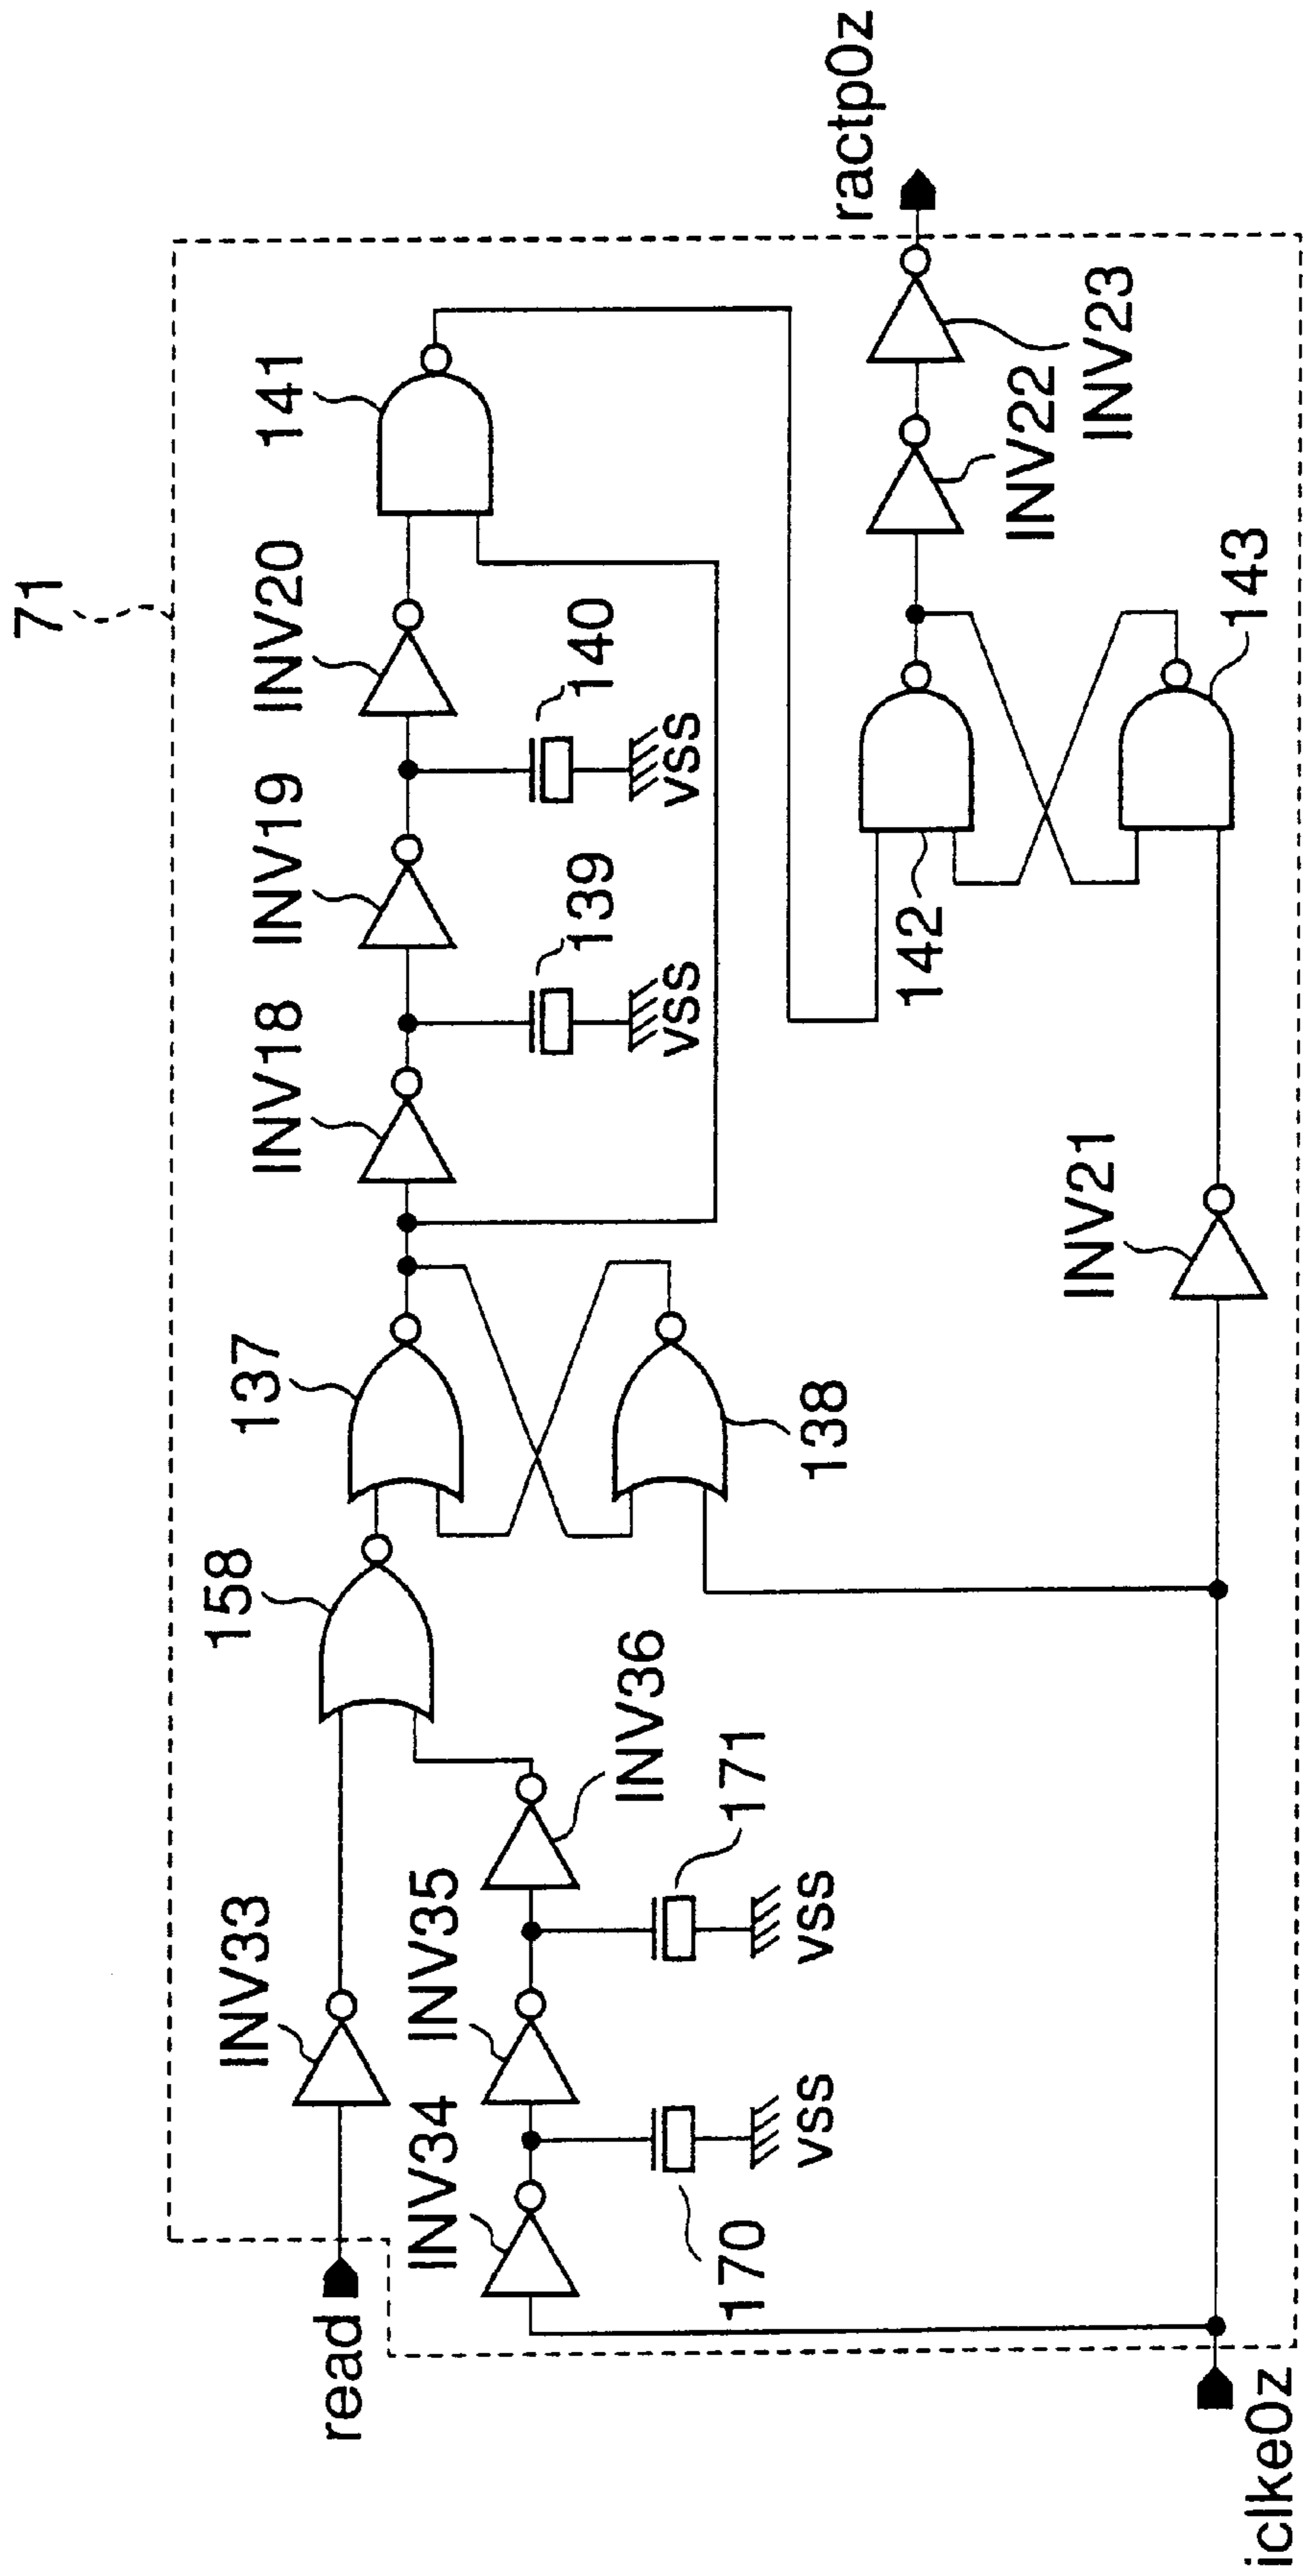 71
read
INV33
158
137
INV18
INV19
INV20
141
139
vss
140
vss
INV34
INV35
INV36
170
vss
171
vss
138
142
143
INV22
INV23
ractp0z
INV21
iclke0z